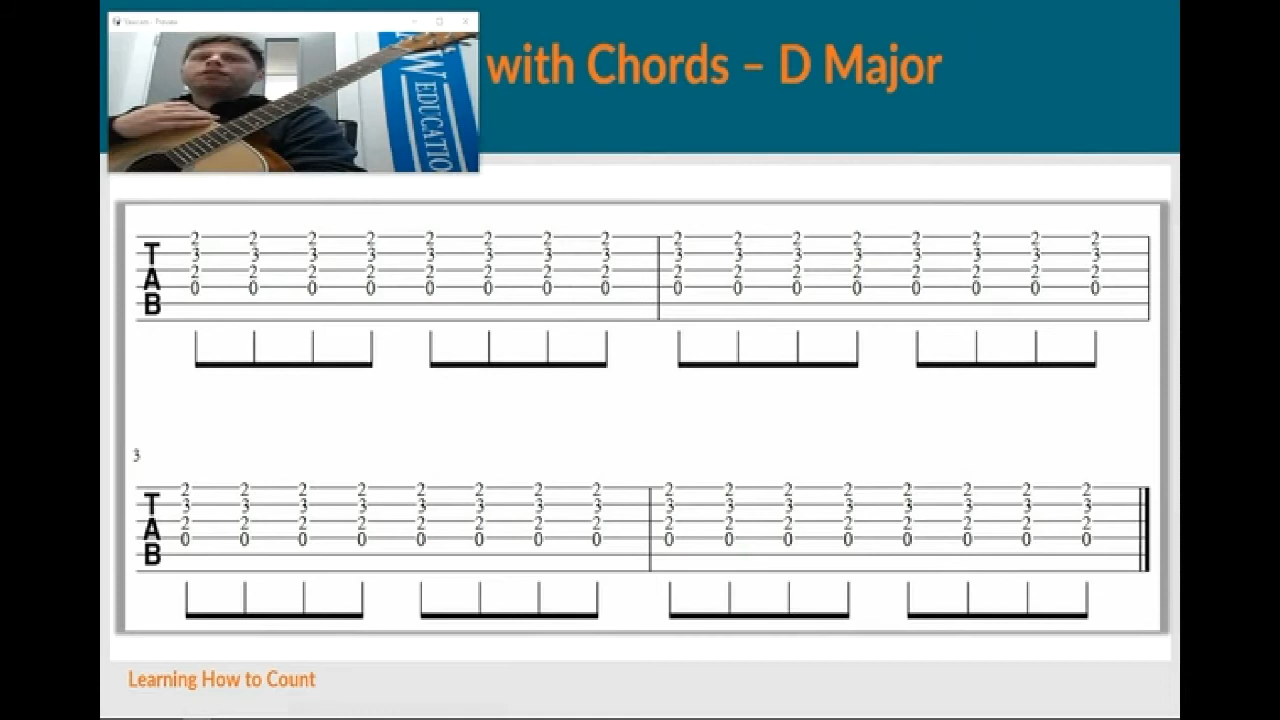 with Chords – D Major
W
EDUCATIO
2 2 2 2 2 2 2 2 2 2 2 2 2 2 2 2
T 3 3 3 3 3 3 3 3 3 3 3 3 3 3 3 3
A 2 2 2 2 2 2 2 2 2 2 2 2 2 2 2 2
B 0 0 0 0 0 0 0 0 0 0 0 0 0 0 0 0
3
2 2 2 2 2 2 2 2 2 2 2 2 2 2 2 2
T 3 3 3 3 3 3 3 3 3 3 3 3 3 3 3 3
A 2 2 2 2 2 2 2 2 2 2 2 2 2 2 2 2
B 0 0 0 0 0 0 0 0 0 0 0 0 0 0 0 0
Learning How to Count